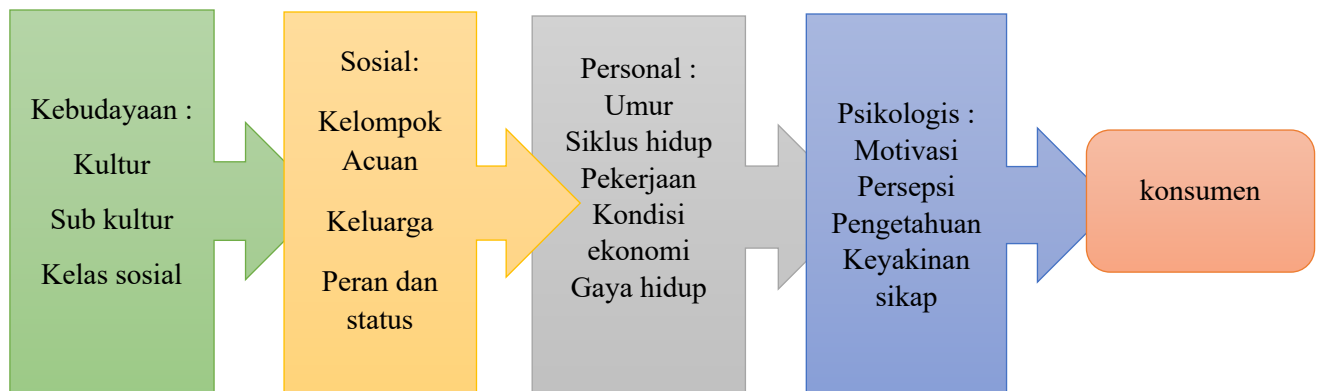 Kebudayaan :
Kultur
Sub kultur
Kelas sosial
Sosial:
Kelompok
Acuan
Keluarga
Peran dan
status
Personal :
Umur
Siklus hidup
Pekerjaan
Kondisi
ekonomi
Gaya hidup
Psikologis :
Motivasi
Persepsi
Pengetahuan
Keyakinan
sikap
konsumen